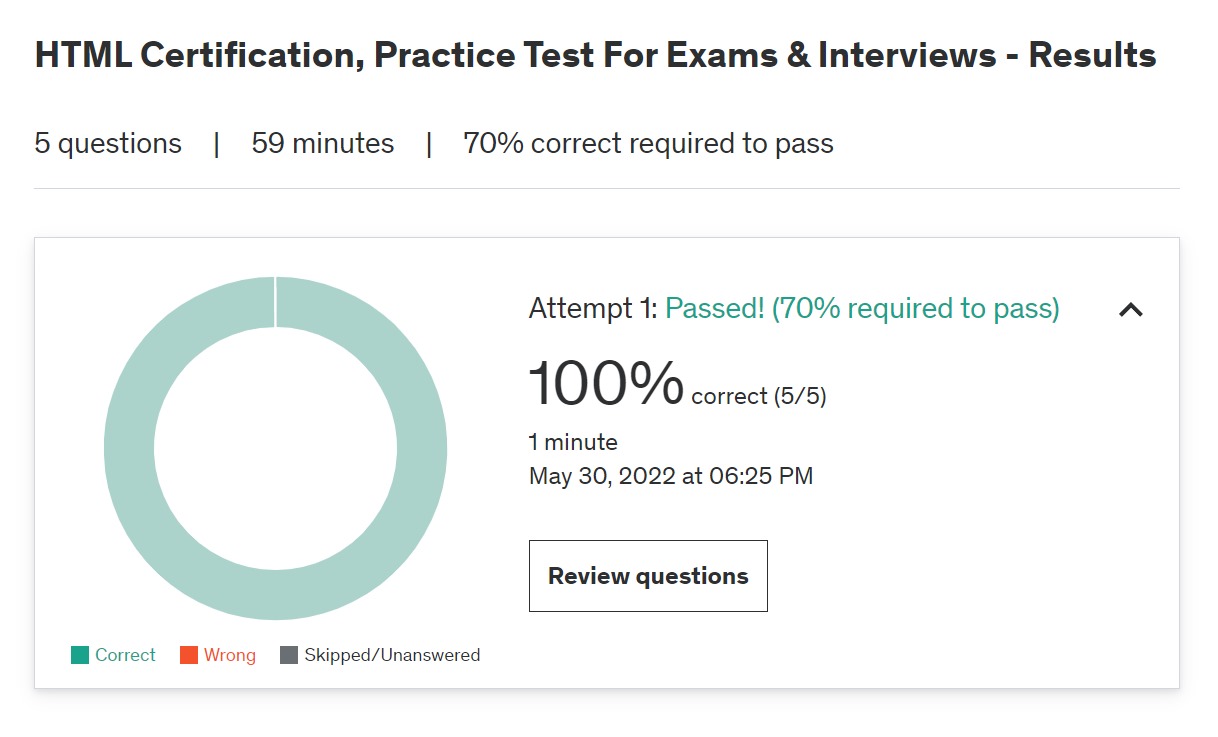 HTML Certification, Practice Test For Exams & Interviews - Results
5 questions | 59 minutes | 70% correct required to pass
Attempt 1: Passed! (70% required to pass)
100% correct (5/5)
1 minute
May 30, 2022 at 06:25 PM
Review questions
Correct Wrong Skipped/Unanswered